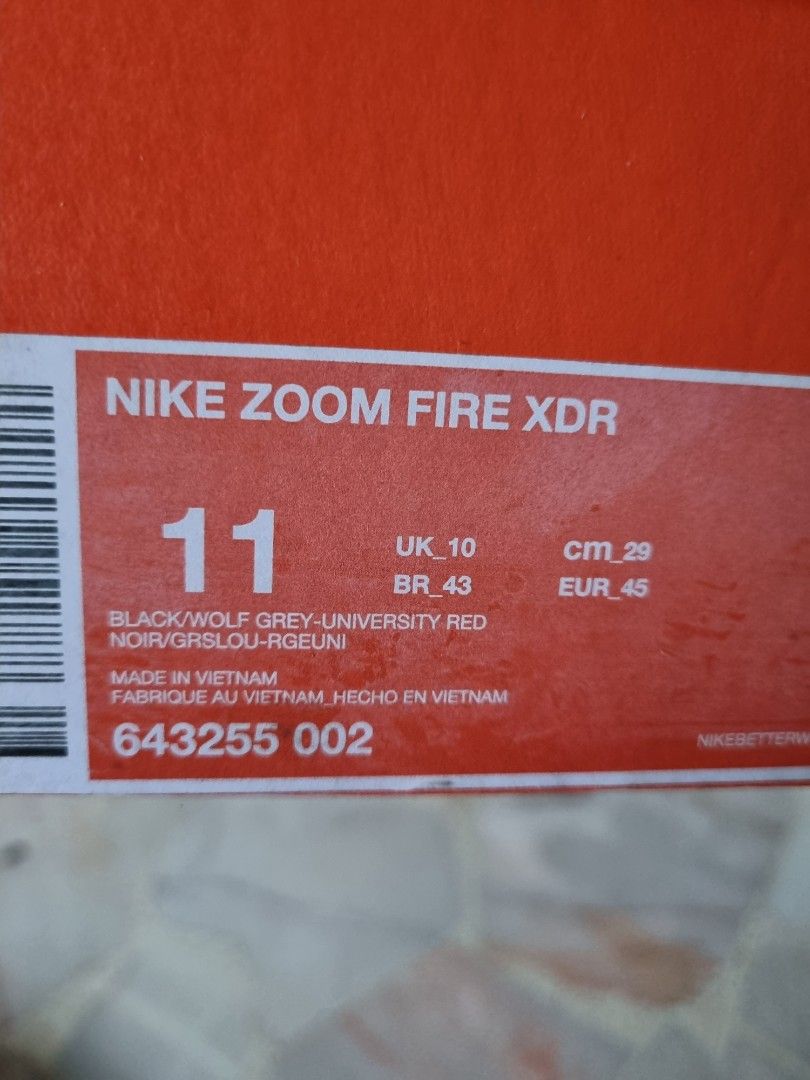 NIKE ZOOM FIRE XDR
11
UK_10 cm_29
BR_43 EUR_45
BLACK/WOLF GREY-UNIVERSITY RED
NOIR/GRSLOU-RGEUNI
MADE IN VIETNAM
FABRIQUE AU VIETNAM_HECHO EN VIETNAM
643255 002
NIKEBETTERW